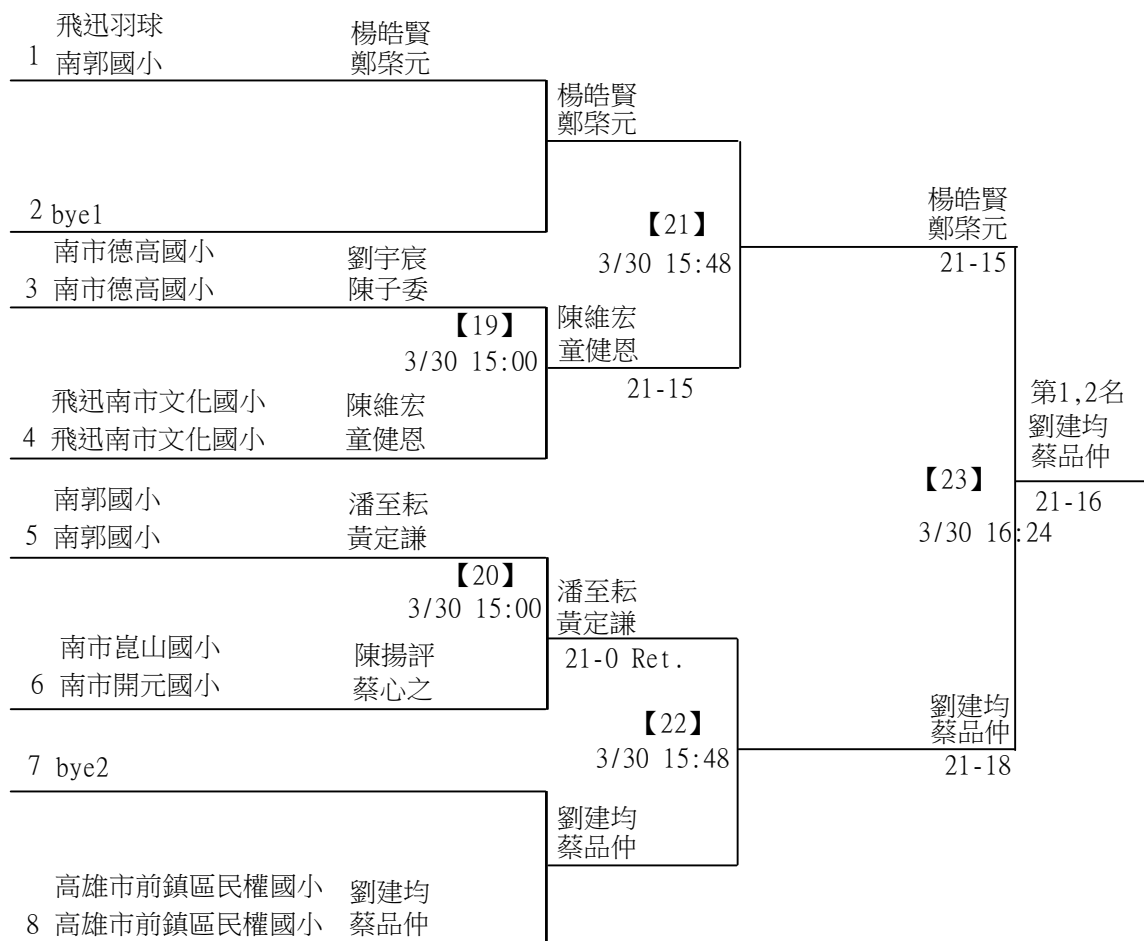 飛迅羽球 楊皓賢
1 南郭國小 鄭棨元
楊皓賢
鄭棨元
2 bye1
楊皓賢
鄭棨元
【21】
3/30 15:48
21-15
南市德高國小 劉宇宸
3 南市德高國小 陳子委
【19】
3/30 15:00
陳維宏
童健恩
21-15
飛迅南市文化國小 陳維宏
4 飛迅南市文化國小 童健恩
第1,2名
劉建均
蔡品仲
【23】
21-16
3/30 16:24
南郭國小 潘至耘
5 南郭國小 黃定謙
【20】
3/30 15:00
潘至耘
黃定謙
21-0 Ret.
南市崑山國小 陳揚評
6 南市開元國小 蔡心之
【22】
3/30 15:48
劉建均
蔡品仲
21-18
7 bye2
劉建均
蔡品仲
高雄市前鎮區民權國小 劉建均
8 高雄市前鎮區民權國小 蔡品仲